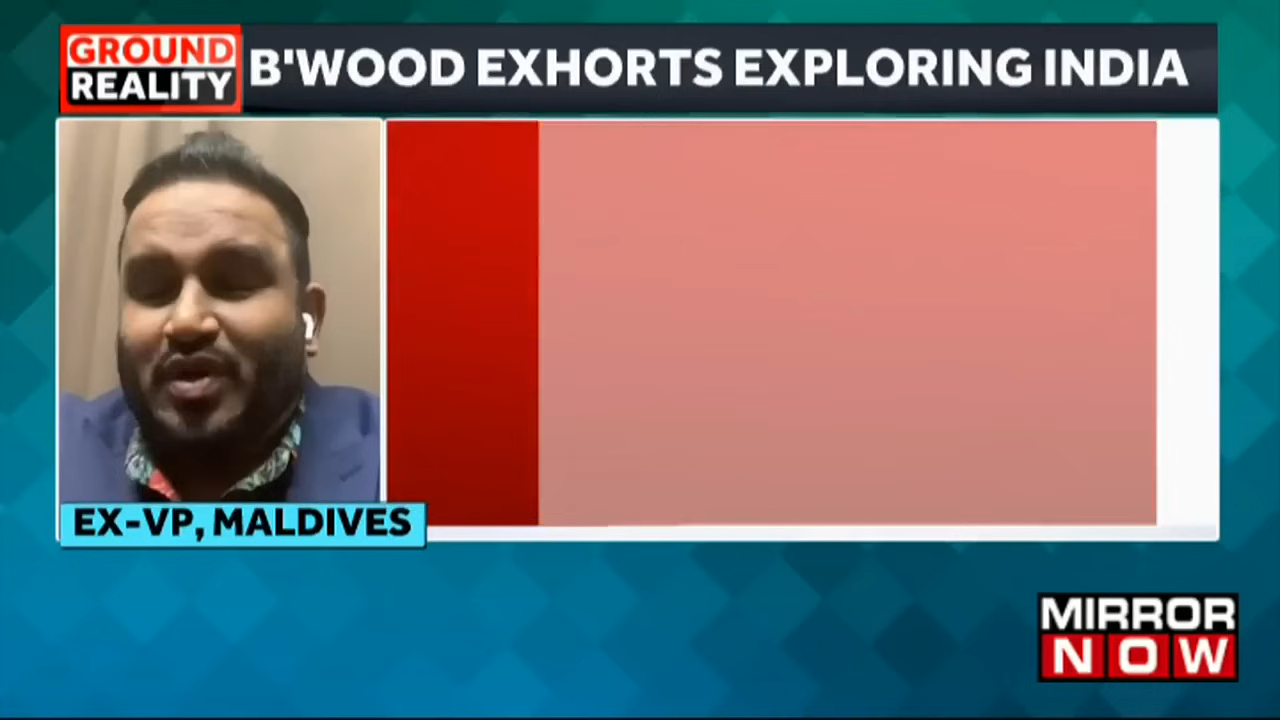 GROUND
REALITY
B'WOOD EXHORTS EXPLORING INDIA
EX-VP, MALDIVES
MIRROR
NOW